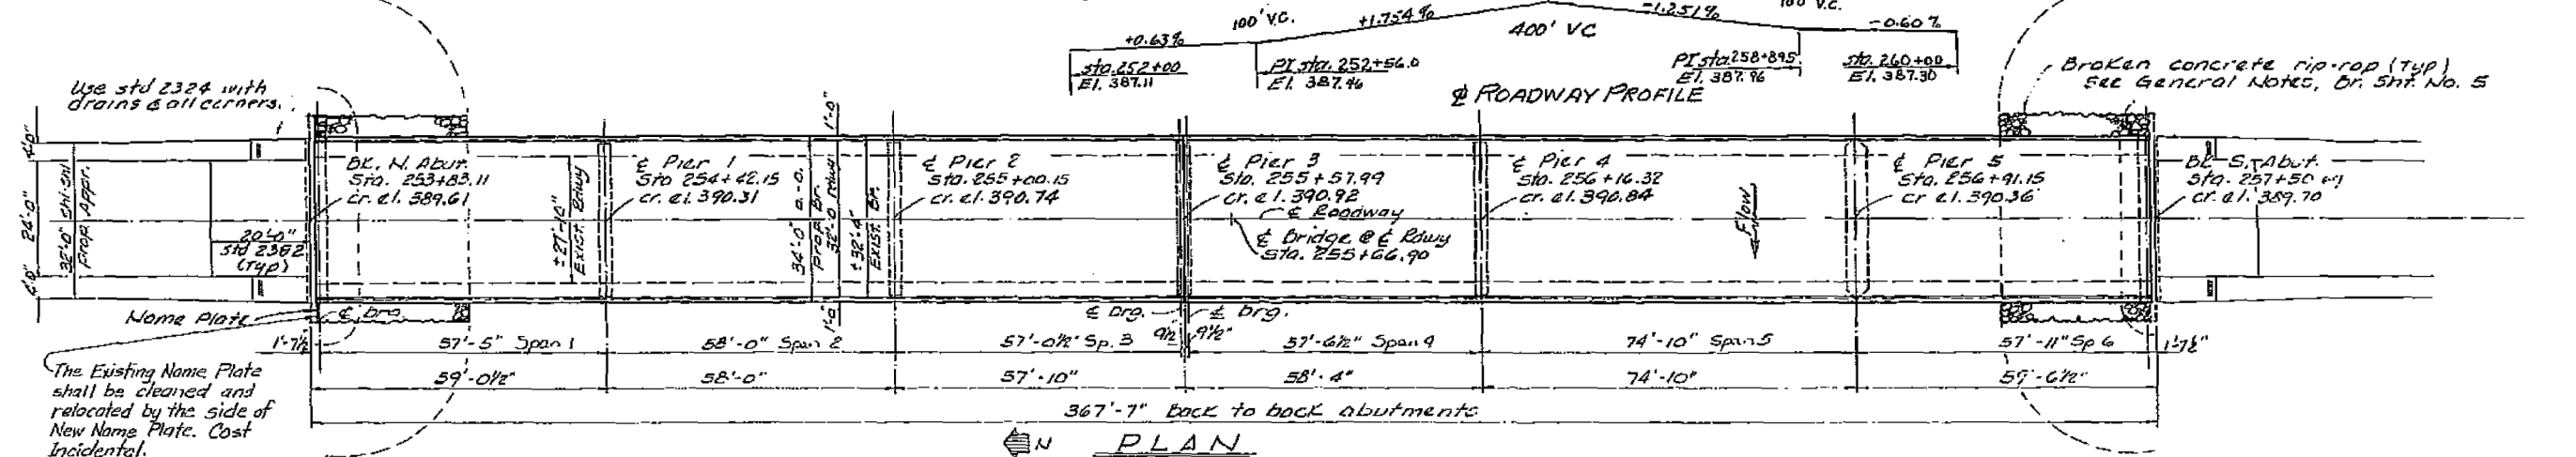 100' V.C.
+1.754%
-1.251%
100' V.C.
+0.63%
400' VC
-0.60%
sta. 252+00
El. 387.11
PI sta. 252+56.0
El. 387.46
PI sta. 258+89.5
El. 387.96
sta. 260+00
El. 387.30
℄ ROADWAY PROFILE
Use std 2324 with
drains @ all corners.
Broken concrete rip-rap (Typ)
See General Notes, Br. Sht. No. 5
4'-0"
24'-0"
4'-0"
32'-0" Shl-Shl
Prop. Appr.
20'-0"
std 2382
(Typ)
Bk. N. Abut.
Sta. 253+83.11
cr. el. 389.61
±27'-10"
Exist. Rdwy
℄ Pier 1
Sta 254+42.15
cr. el. 390.31
34'-0" o.-o.
Prop. Br.
32'-0 Rdwy
1'-0"
1'-0"
±32'-4"
Exist. Br.
℄ Pier 2
Sta. 255+00.15
cr. el. 390.74
℄ Pier 3
Sta. 255+57.99
cr. el. 390.92
℄ Roadway
℄ Bridge @ ℄ Rdwy
Sta. 255+66.90
℄ Pier 4
Sta. 256+16.32
cr. el. 390.84
Flow
℄ Pier 5
Sta. 256+91.15
cr el. 390.36
Bk. S. Abut.
Sta. 257+50
cr. el. 389.70
Name Plate
℄ brg.
℄ brg.
℄ brg.
1'-7½
57'-5" Span 1
58'-0" Span 2
57'-0½" Sp. 3
9½
9½"
57'-6½" Span 4
74'-10" Span 5
57'-11" Sp 6
1'-7½"
59'-0½"
58'-0"
57'-10"
58'-4"
74'-10"
59'-6½"
367'-7" Back to back abutments
The Existing Name Plate
shall be cleaned and
relocated by the side of
New Name Plate. Cost
Incidental.
N
PLAN